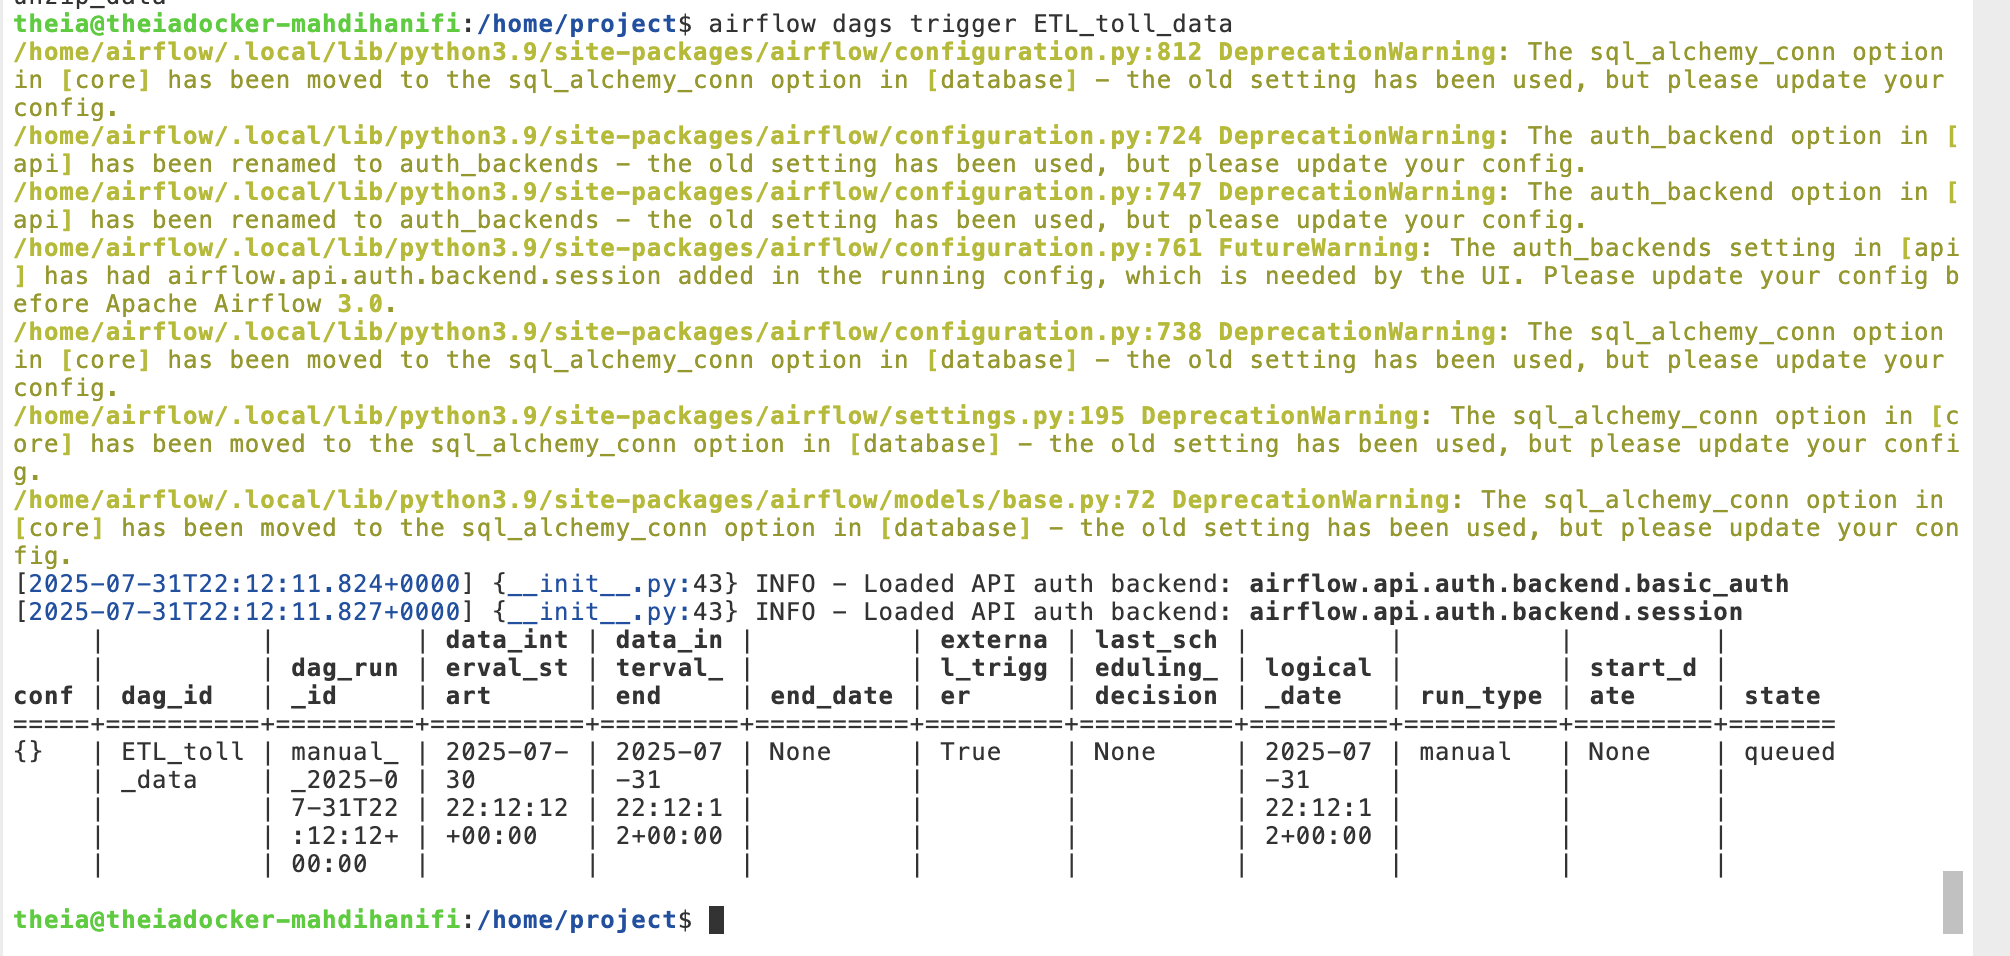 unzip_data
theia@theiadocker-mahdihanifi:/home/project$ airflow dags trigger ETL_toll_data
/home/airflow/.local/lib/python3.9/site-packages/airflow/configuration.py:812 DeprecationWarning: The sql_alchemy_conn option
in [core] has been moved to the sql_alchemy_conn option in [database] - the old setting has been used, but please update your
config.
/home/airflow/.local/lib/python3.9/site-packages/airflow/configuration.py:724 DeprecationWarning: The auth_backend option in [
api] has been renamed to auth_backends - the old setting has been used, but please update your config.
/home/airflow/.local/lib/python3.9/site-packages/airflow/configuration.py:747 DeprecationWarning: The auth_backend option in [
api] has been renamed to auth_backends - the old setting has been used, but please update your config.
/home/airflow/.local/lib/python3.9/site-packages/airflow/configuration.py:761 FutureWarning: The auth_backends setting in [api
] has had airflow.api.auth.backend.session added in the running config, which is needed by the UI. Please update your config b
efore Apache Airflow 3.0.
/home/airflow/.local/lib/python3.9/site-packages/airflow/configuration.py:738 DeprecationWarning: The sql_alchemy_conn option
in [core] has been moved to the sql_alchemy_conn option in [database] - the old setting has been used, but please update your
config.
/home/airflow/.local/lib/python3.9/site-packages/airflow/settings.py:195 DeprecationWarning: The sql_alchemy_conn option in [c
ore] has been moved to the sql_alchemy_conn option in [database] - the old setting has been used, but please update your confi
g.
/home/airflow/.local/lib/python3.9/site-packages/airflow/models/base.py:72 DeprecationWarning: The sql_alchemy_conn option in
[core] has been moved to the sql_alchemy_conn option in [database] - the old setting has been used, but please update your con
fig.
[2025-07-31T22:12:11.824+0000] {__init__.py:43} INFO - Loaded API auth backend: airflow.api.auth.backend.basic_auth
[2025-07-31T22:12:11.827+0000] {__init__.py:43} INFO - Loaded API auth backend: airflow.api.auth.backend.session
     |          |         | data_int | data_in |          | externa | last_sch |         |          |         |
     |          | dag_run | erval_st | terval_ |          | l_trigg | eduling_ | logical |          | start_d |
conf | dag_id   | _id     | art      | end     | end_date | er      | decision | _date   | run_type | ate     | state
=====+==========+=========+==========+=========+==========+=========+==========+=========+==========+=========+=======
{}   | ETL_toll | manual_ | 2025-07- | 2025-07 | None     | True    | None     | 2025-07 | manual   | None    | queued
     | _data    | _2025-0 | 30       | -31     |          |         |          | -31     |          |         |
     |          | 7-31T22 | 22:12:12 | 22:12:1 |          |         |          | 22:12:1 |          |         |
     |          | :12:12+ | +00:00   | 2+00:00 |          |         |          | 2+00:00 |          |         |
     |          | 00:00   |          |         |          |         |          |         |          |         |
theia@theiadocker-mahdihanifi:/home/project$